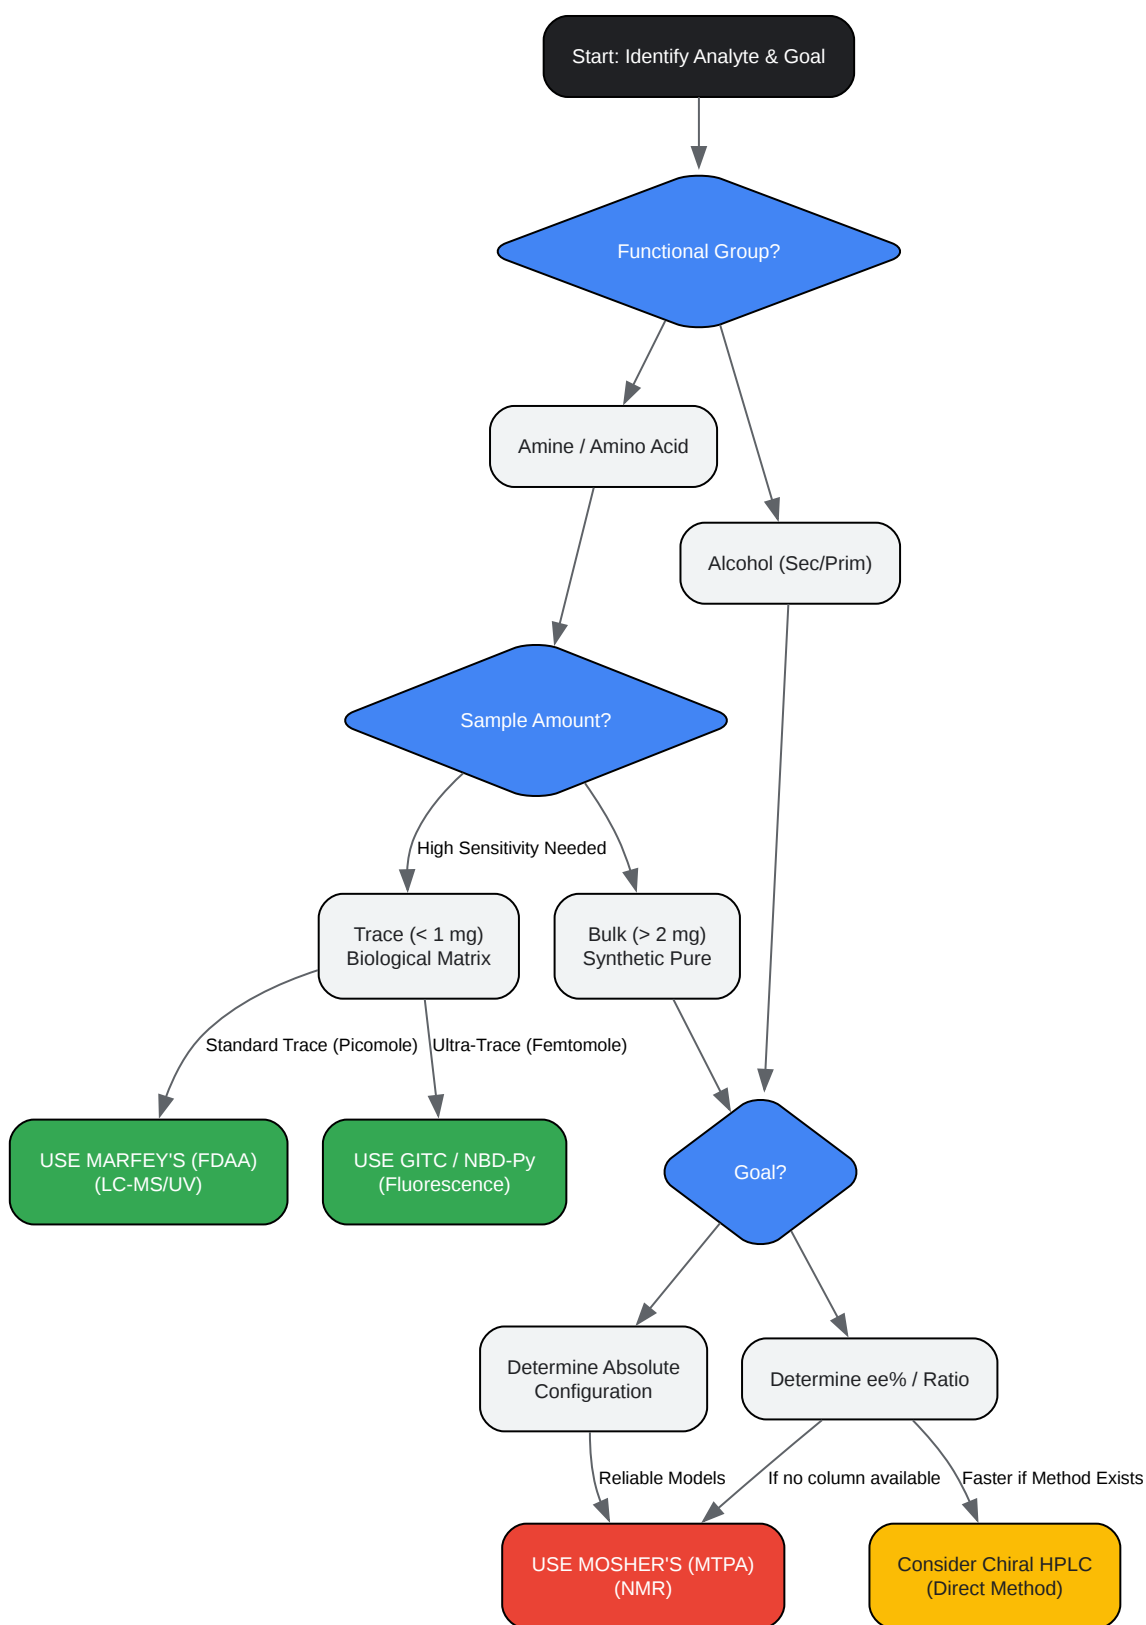 Start: Identify Analyte & Goal
Functional Group?
Amine / Amino Acid
Alcohol (Sec/Prim)
Sample Amount?
High Sensitivity Needed
Trace (< 1 mg)
Biological Matrix
Bulk (> 2 mg)
Synthetic Pure
Standard Trace (Picomole)
Ultra-Trace (Femtomole)
USE MARFEY'S (FDAA)
(LC-MS/UV)
USE GITC / NBD-Py
(Fluorescence)
Goal?
Determine Absolute
Configuration
Determine ee% / Ratio
Reliable Models
If no column available
Faster if Method Exists
USE MOSHER'S (MTPA)
(NMR)
Consider Chiral HPLC
(Direct Method)